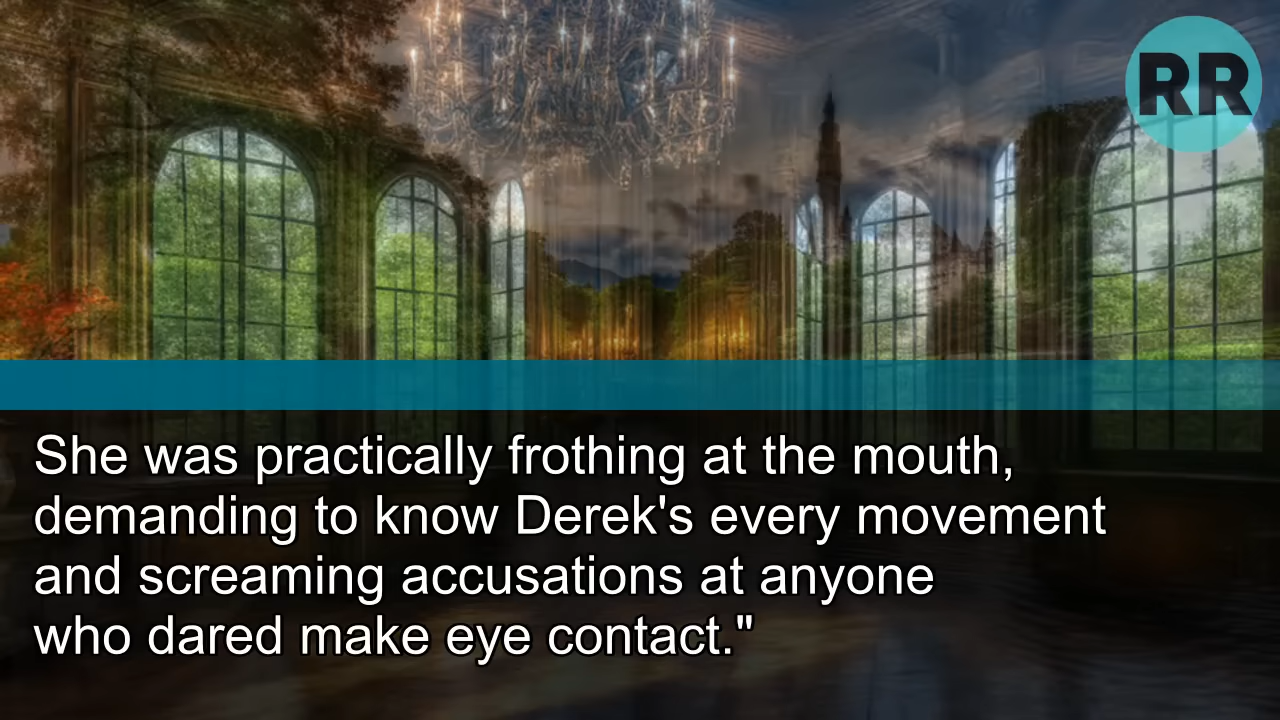 RR
She was practically frothing at the mouth,
demanding to know Derek's every movement
and screaming accusations at anyone
who dared make eye contact."